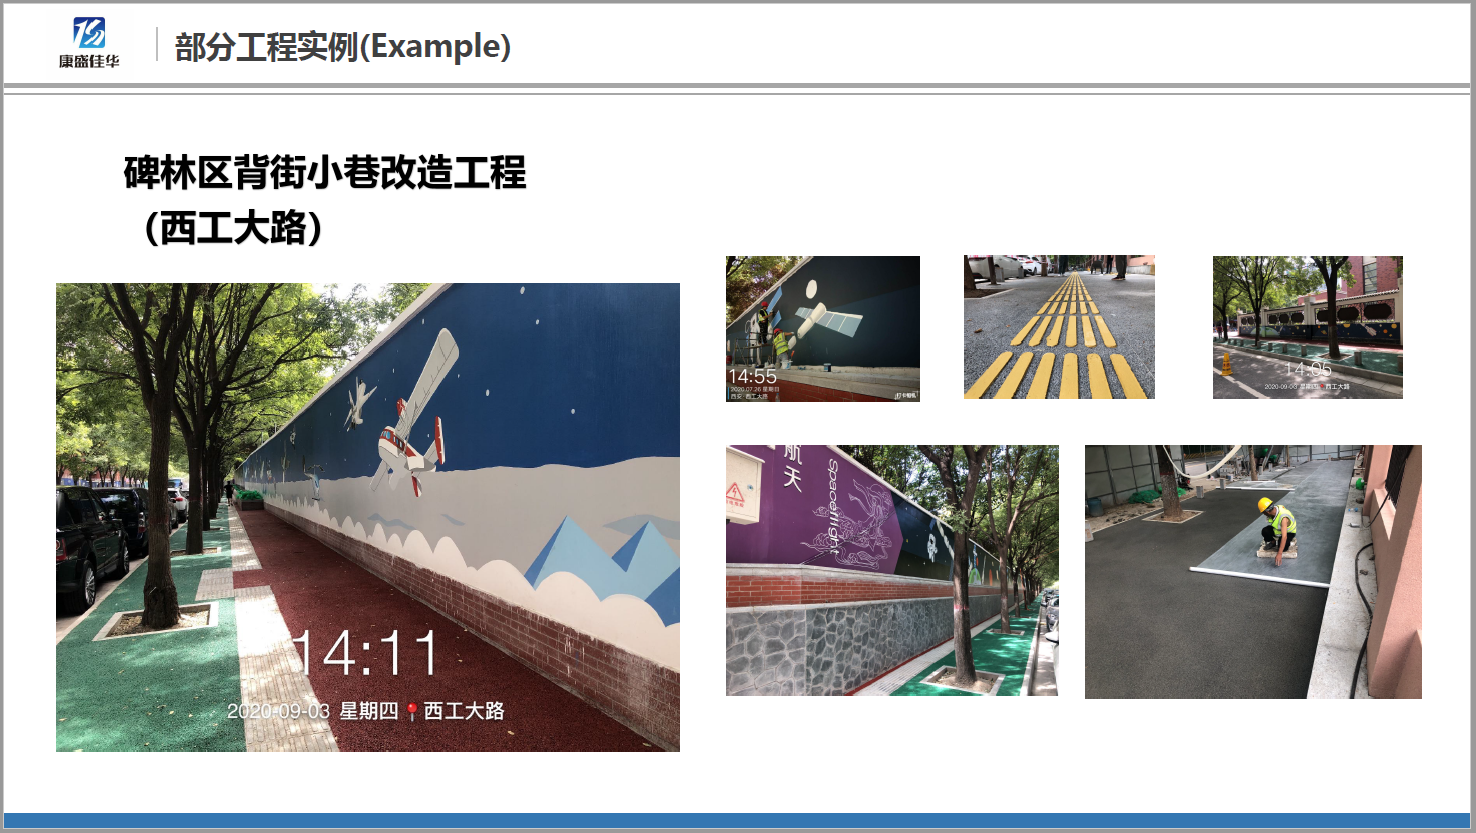 康盛佳华
部分工程实例(Example)
碑林区背街小巷改造工程
（西工大路）
14:11
2020-09-03 星期四 西工大路
14:55
2020.07.26 星期日
西安·西工大路
14:05
2020-09-03 星期四 西工大路
航天
Spaceflight